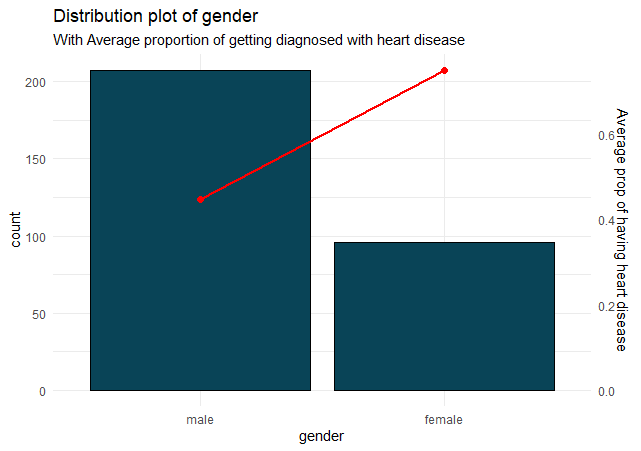 Distribution plot of gender
With Average proportion of getting diagnosed with heart disease
200
150
100
50
0
count
0.6
0.4
0.2
0.0
Average prop of having heart disease
male
female
gender